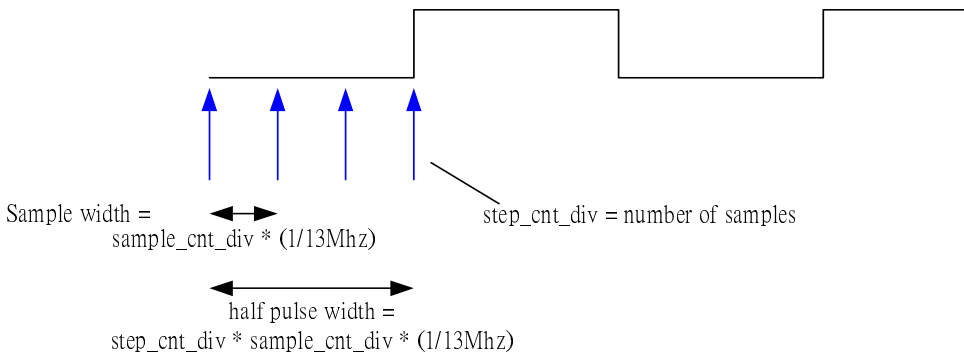 Sample width =
sample_cnt_div * (1/13Mhz)
step_cnt_div = number of samples
half pulse width =
step_cnt_div * sample_cnt_div * (1/13Mhz)